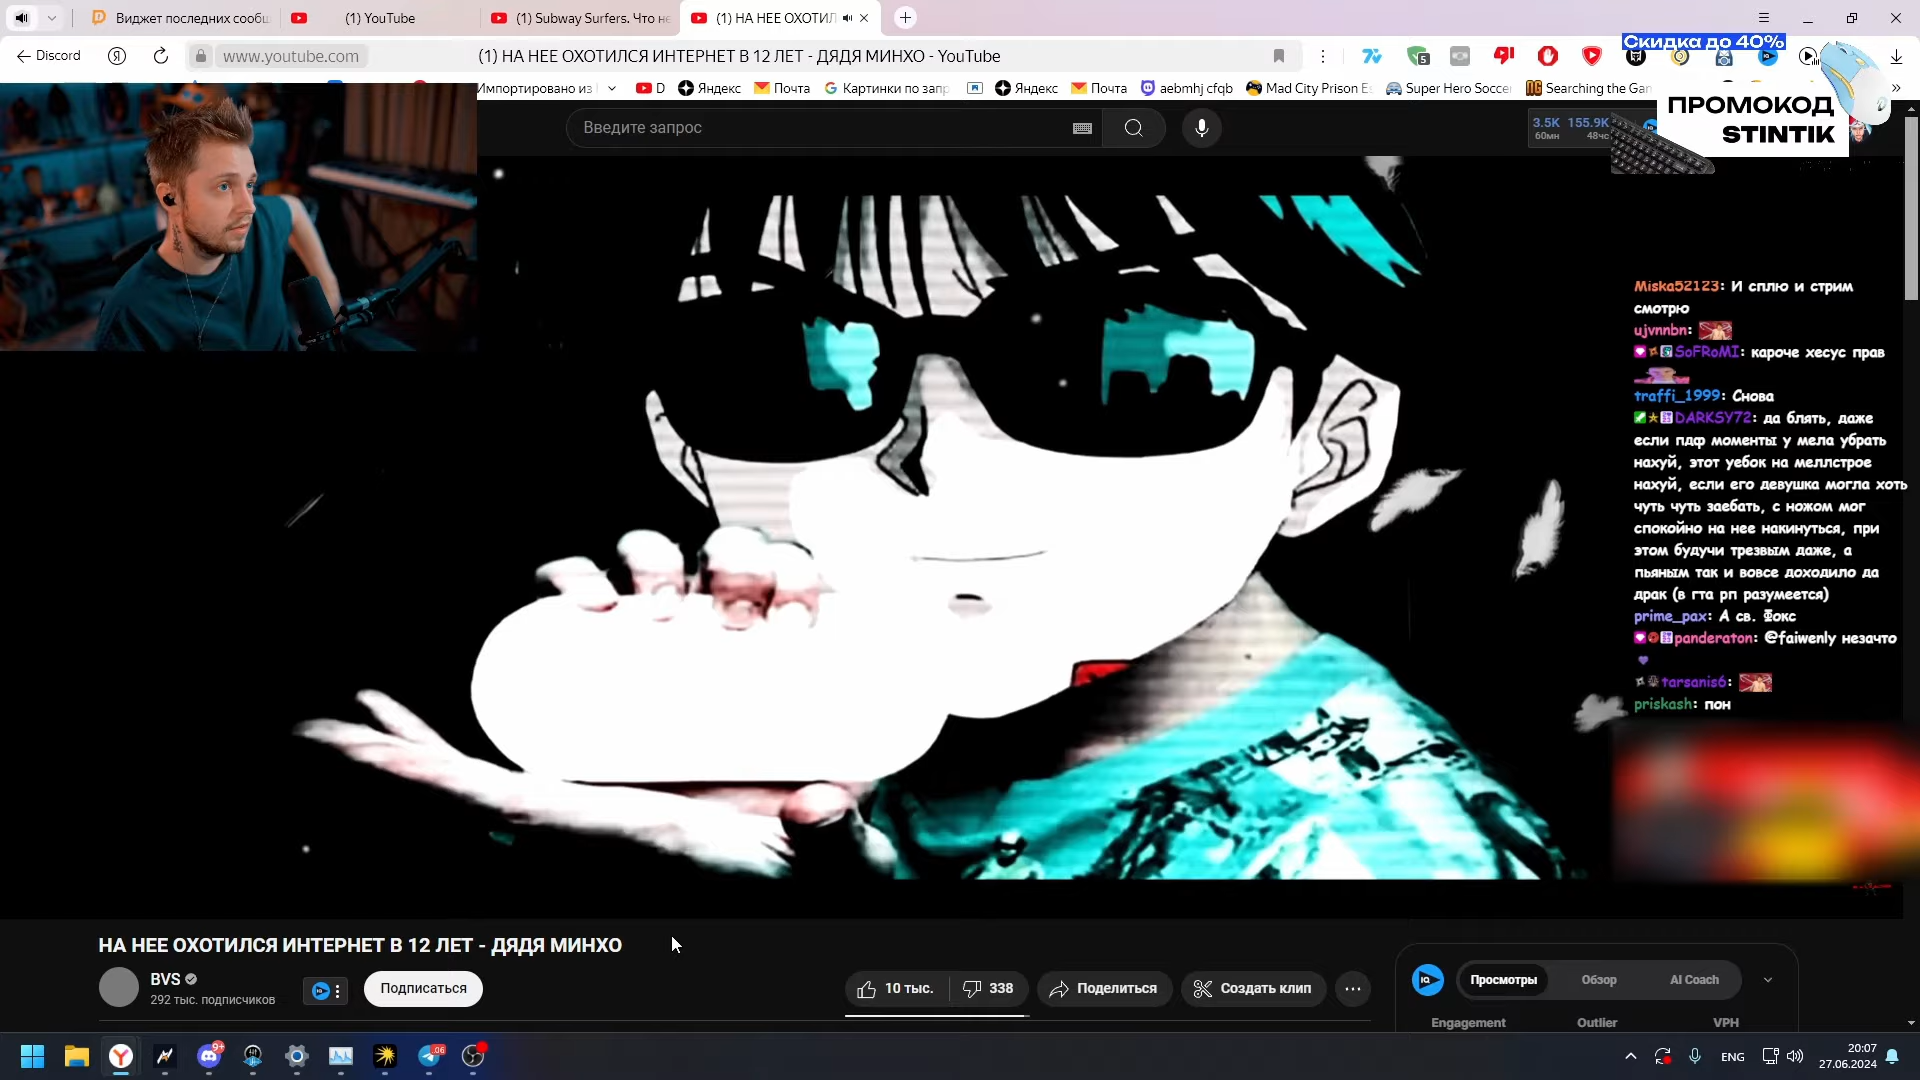 Виджет последних сообщ
(1) YouTube
(1) Subway Surfers. Что не
(1) НА НЕЕ ОХОТИЛ
Discord
www.youtube.com
(1) НА НЕЕ ОХОТИЛСЯ ИНТЕРНЕТ В 12 ЛЕТ - ДЯДЯ МИНХО - YouTube
Скидка до 40%
Импортировано из
D
Яндекс
Почта
Картинки по запр
Яндекс
Почта
aebmhj cfqb
Mad City Prison Es
Super Hero Soccer
Searching the Gam
ПРОМОКОД
STINTIK
Введите запрос
3.5K 155.9K
60мн 48чс
Miska52123: И сплю и стрим
смотрю
ujvnnbn:
SoFRoMI: кароче хесус прав
traffi_1999: Снова
DARKSY72: да блять, даже
если пдф моменты у мела убрать
нахуй, этот уебок на меллстрое
нахуй, если его девушка могла хоть
чуть чуть заебать, с ножом мог
спокойно на нее накинуться, при
этом будучи трезвым даже, а
пьяным так и вовсе доходило да
драк (в гта рп разумеется)
prime_pax: А св. Фокс
panderaton: @faiwenly незачто
tarsanis6:
priskash: пон
НА НЕЕ ОХОТИЛСЯ ИНТЕРНЕТ В 12 ЛЕТ - ДЯДЯ МИНХО
BVS
292 тыс. подписчиков
Подписаться
10 тыс.
338
Поделиться
Создать клип
Просмотры
Обзор
AI Coach
Engagement
Outlier
VPH
ENG
20:07
27.06.2024